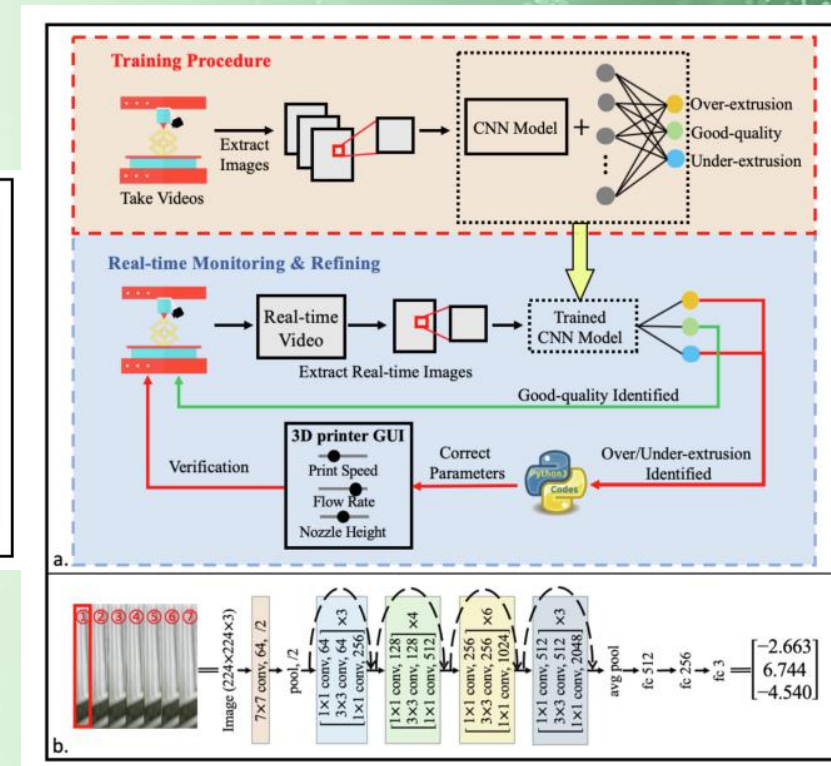 Training Procedure
Take Videos
Extract
Images
CNN Model
+
Over-extrusion
Good-quality
Under-extrusion
Real-time Monitoring & Refining
Real-time
Video
Extract Real-time Images
Trained
CNN Model
Good-quality Identified
Over/Under-extrusion
Identified
Python3
Codes
Correct
Parameters
3D printer GUI
Print Speed
Flow Rate
Nozzle Height
Verification
a.
① ② ③ ④ ⑤ ⑥ ⑦
Image (224×224×3)
7×7 conv, 64, /2
pool, /2
1×1 conv, 64
3×3 conv, 64
1×1 conv, 256
×3
1×1 conv, 128
3×3 conv, 128
1×1 conv, 512
×4
1×1 conv, 256
3×3 conv, 256
1×1 conv, 1024
×6
1×1 conv, 512
3×3 conv, 512
1×1 conv, 2048
×3
avg pool
fc 512
fc 256
fc 3
−2.663
6.744
−4.540
b.